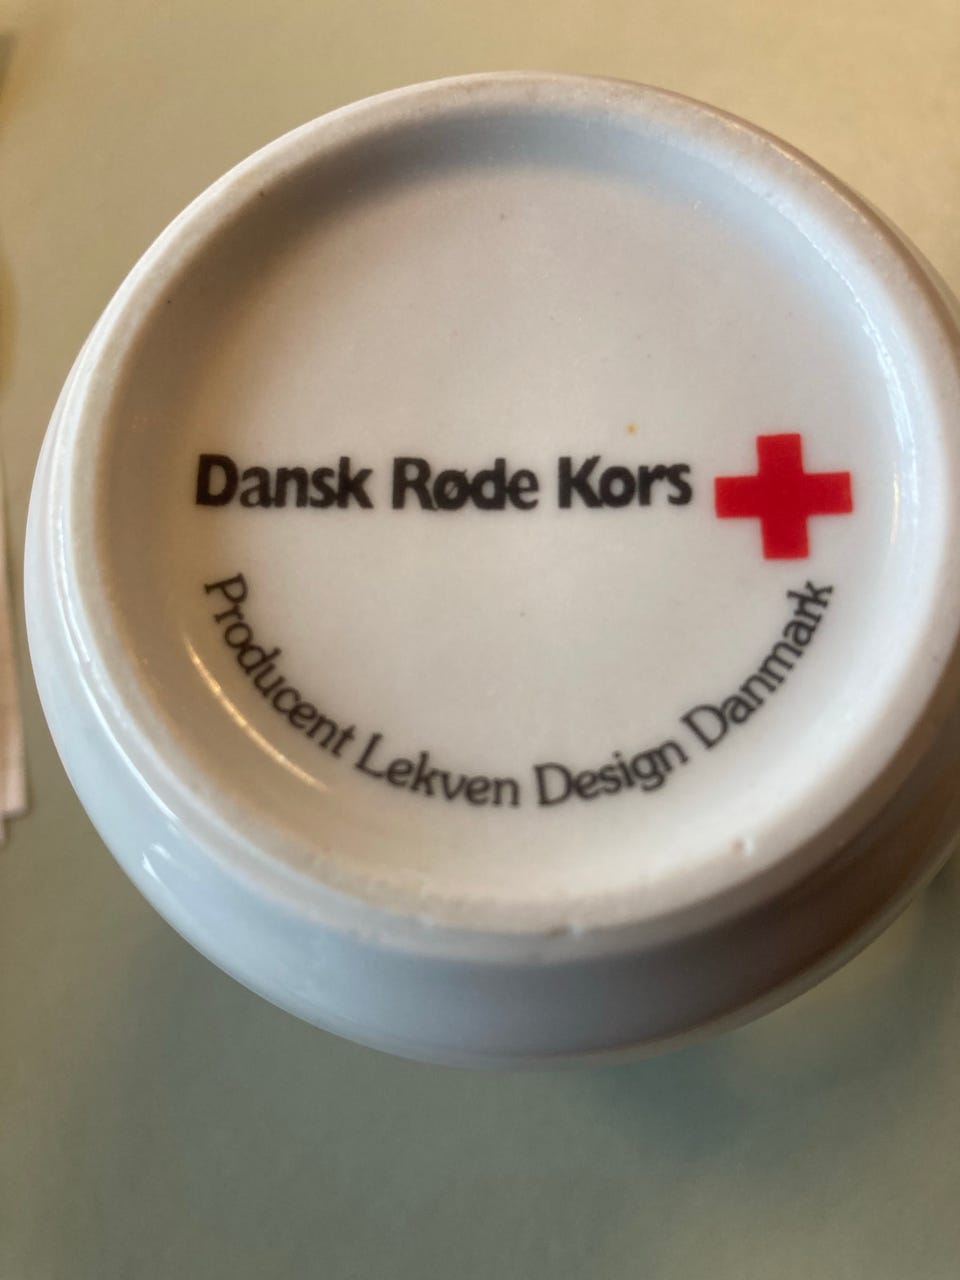 Dansk Røde Kors
Producent Lekven Design Danmark